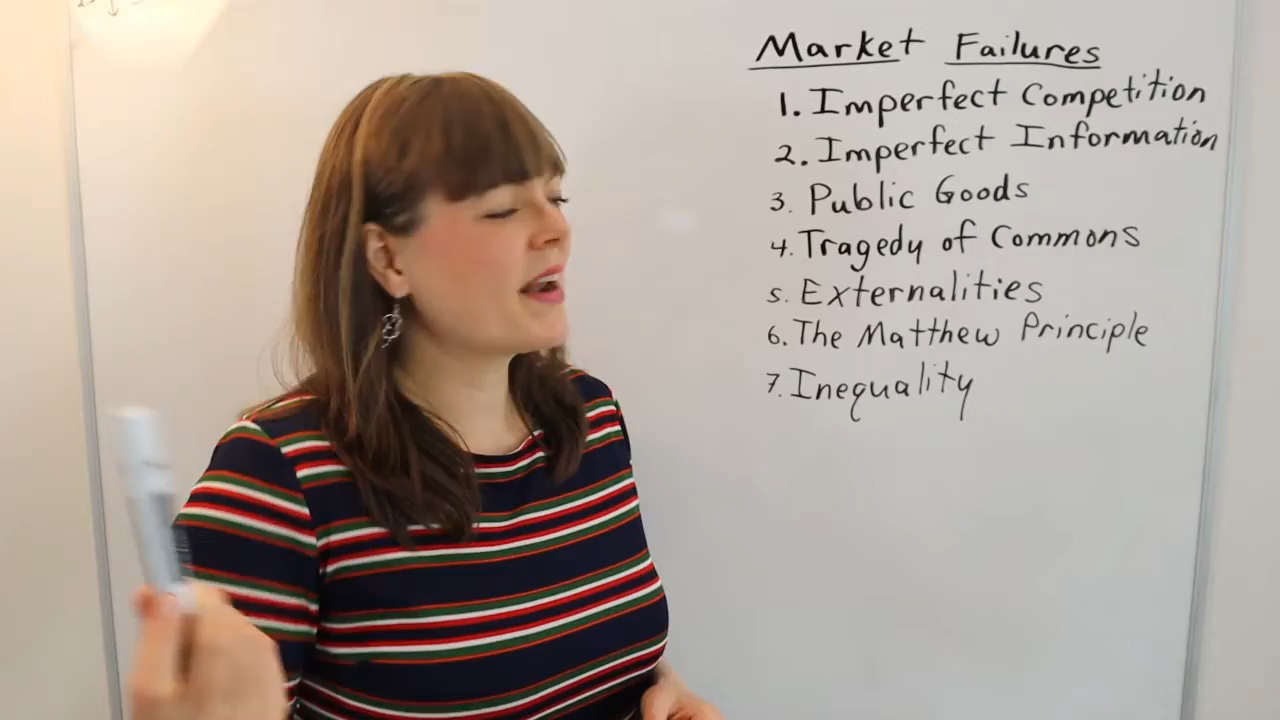 Market Failures
1. Imperfect Competition
2. Imperfect Information
3. Public Goods
4. Tragedy of Commons
5. Externalities
6. The Matthew Principle
7. Inequality